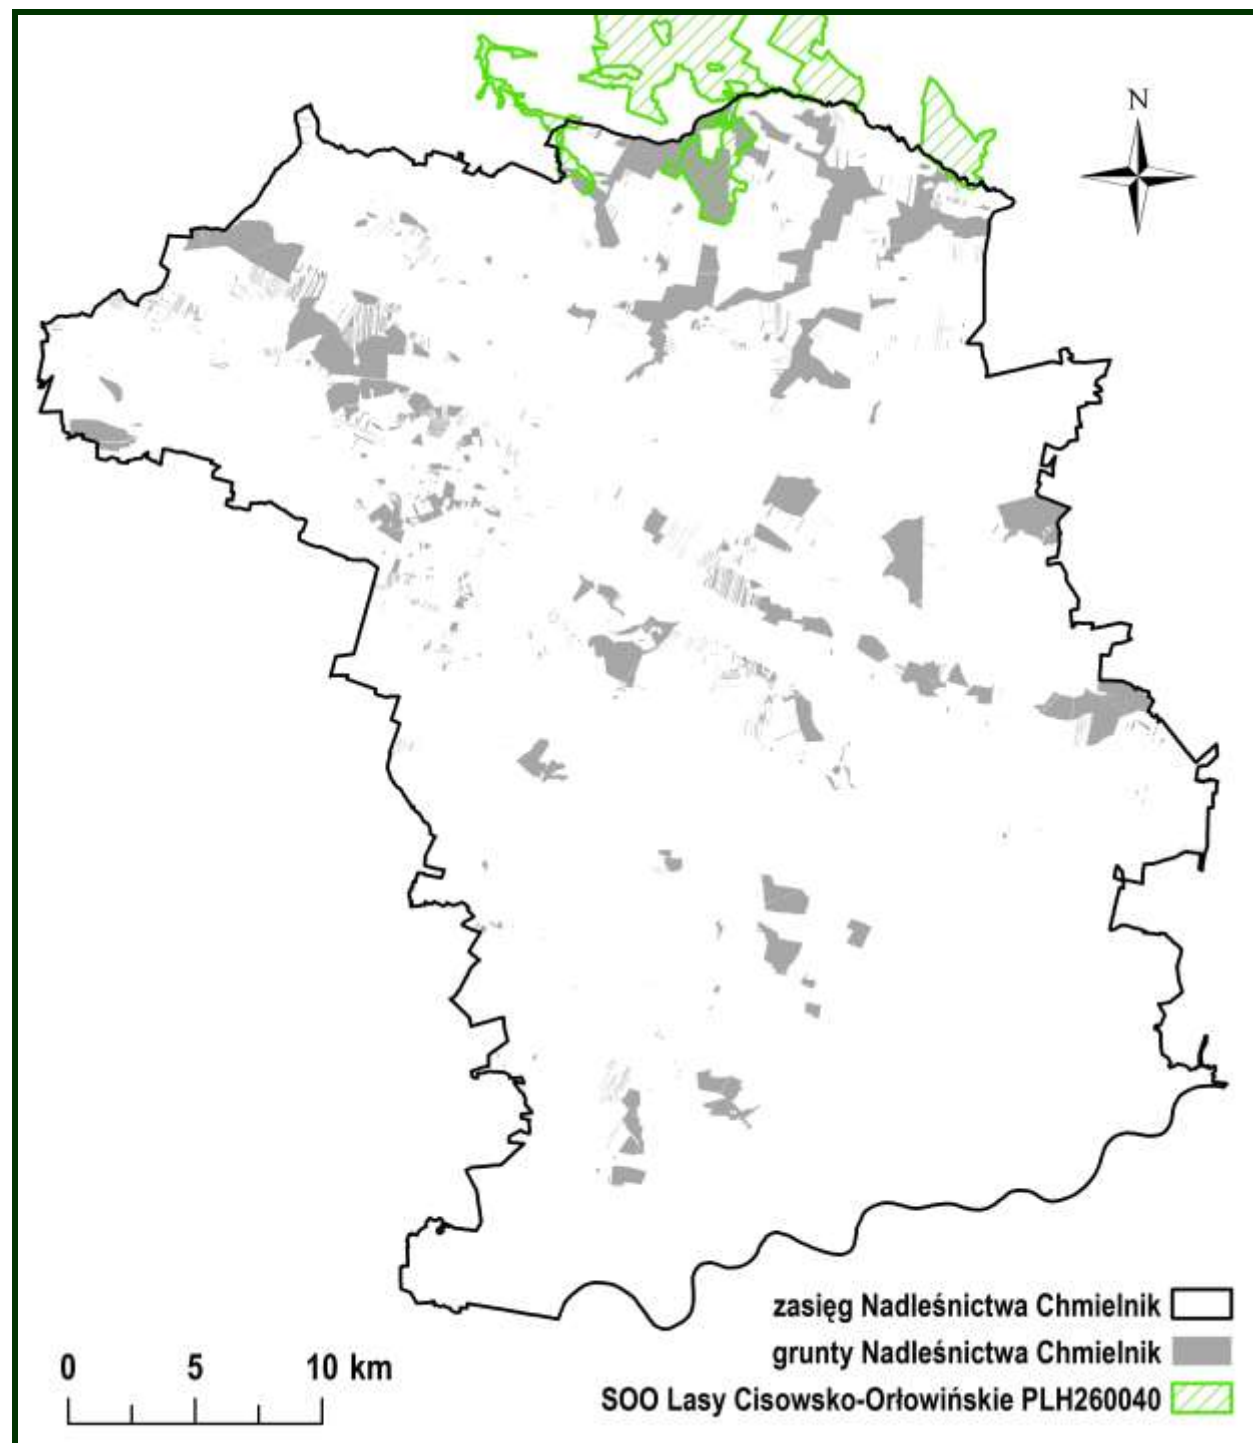 N
zasięg Nadleśnictwa Chmielnik
grunty Nadleśnictwa Chmielnik
SOO Lasy Cisowsko-Orłowińskie PLH260040
0 5 10 km